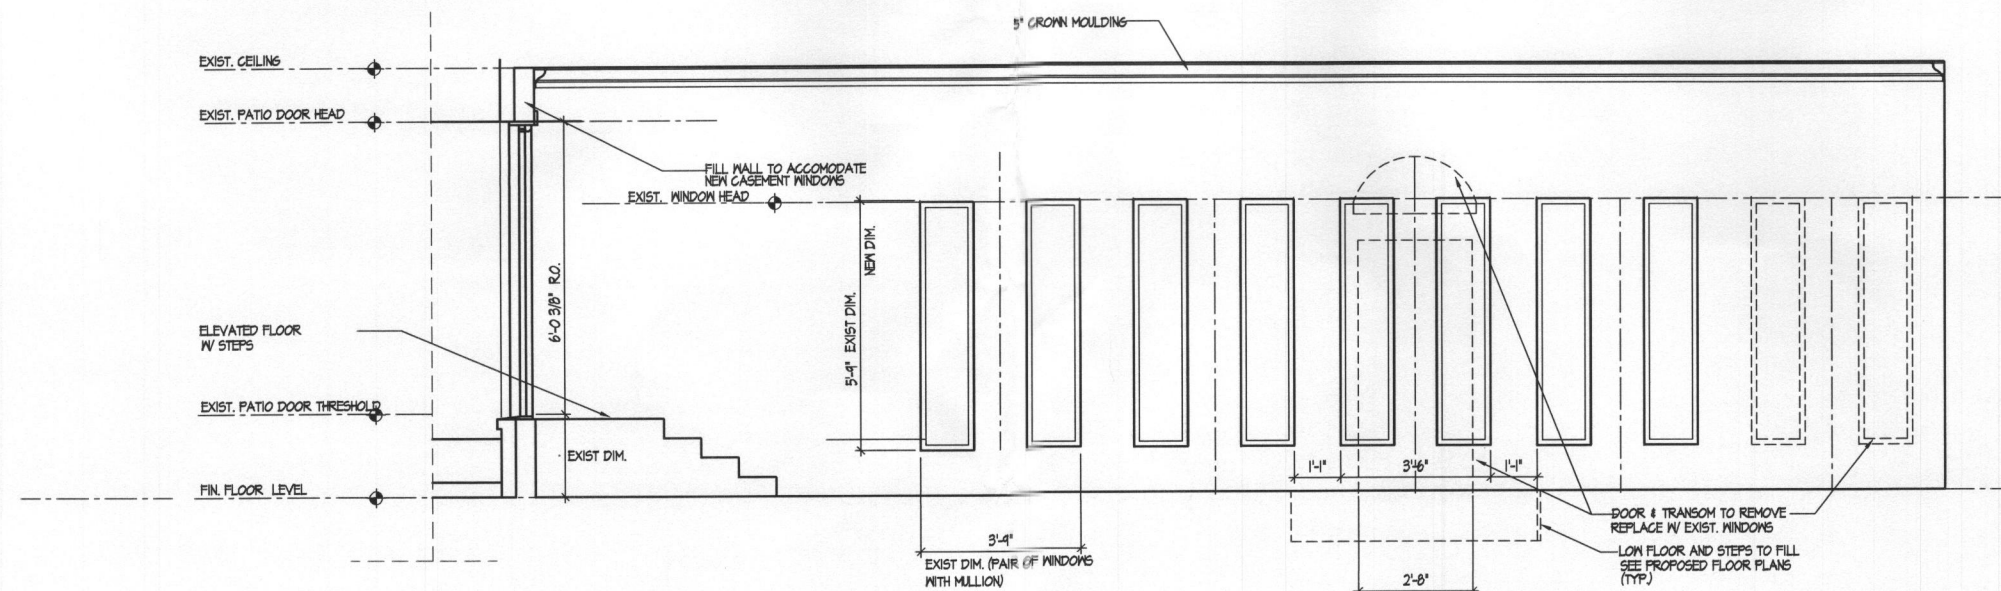 5" CROWN MOULDING
EXIST. CEILING
EXIST. PATIO DOOR HEAD
FILL WALL TO ACCOMODATE
NEW CASEMENT WINDOWS
EXIST. WINDOW HEAD
NEW DIM.
5'-9" EXIST DIM.
6'-0 3/8" R.O.
ELEVATED FLOOR
W/ STEPS
EXIST. PATIO DOOR THRESHOLD
EXIST DIM.
FIN. FLOOR LEVEL
1'-1"
3'-6"
1'-1"
DOOR & TRANSOM TO REMOVE
REPLACE W/ EXIST. WINDOWS
3'-9"
EXIST DIM. (PAIR OF WINDOWS
WITH MULLION)
LOW FLOOR AND STEPS TO FILL
SEE PROPOSED FLOOR PLANS
(TYP.)
2'-8"